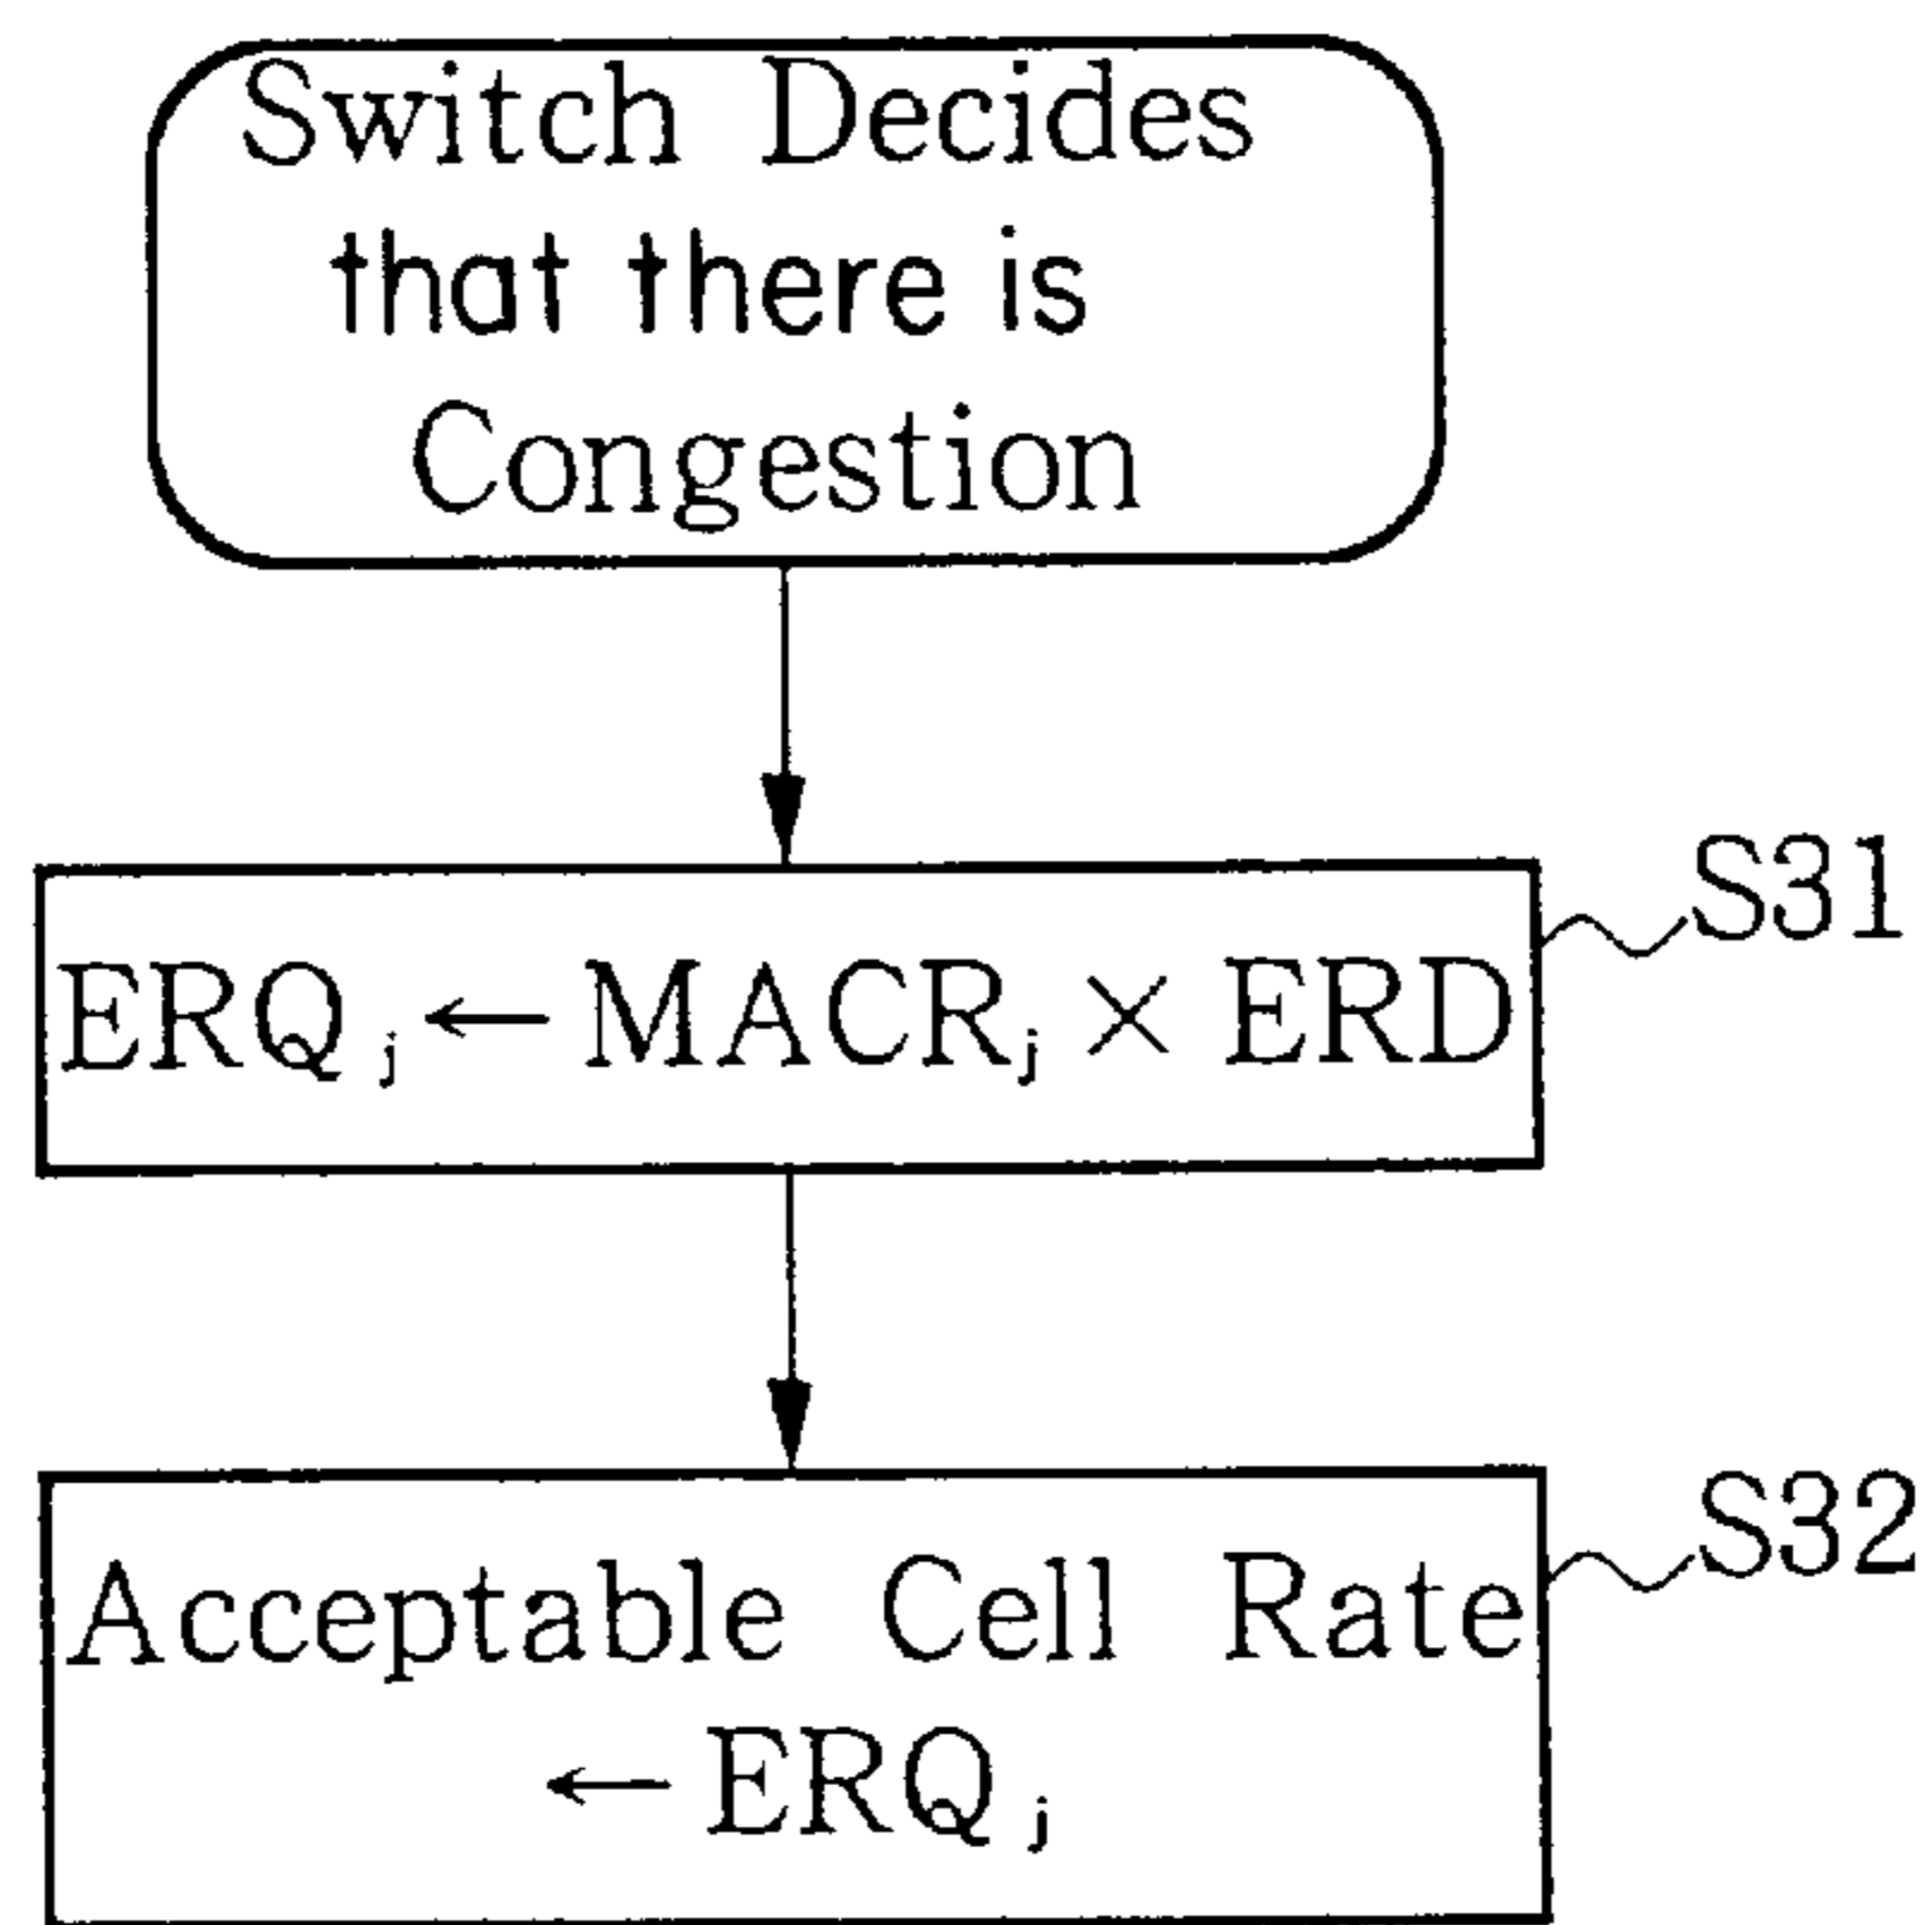 Switch Decides
that there is
Congestion
S31
ERQj ← MACRj × ERD
S32
Acceptable Cell Rate
← ERQj